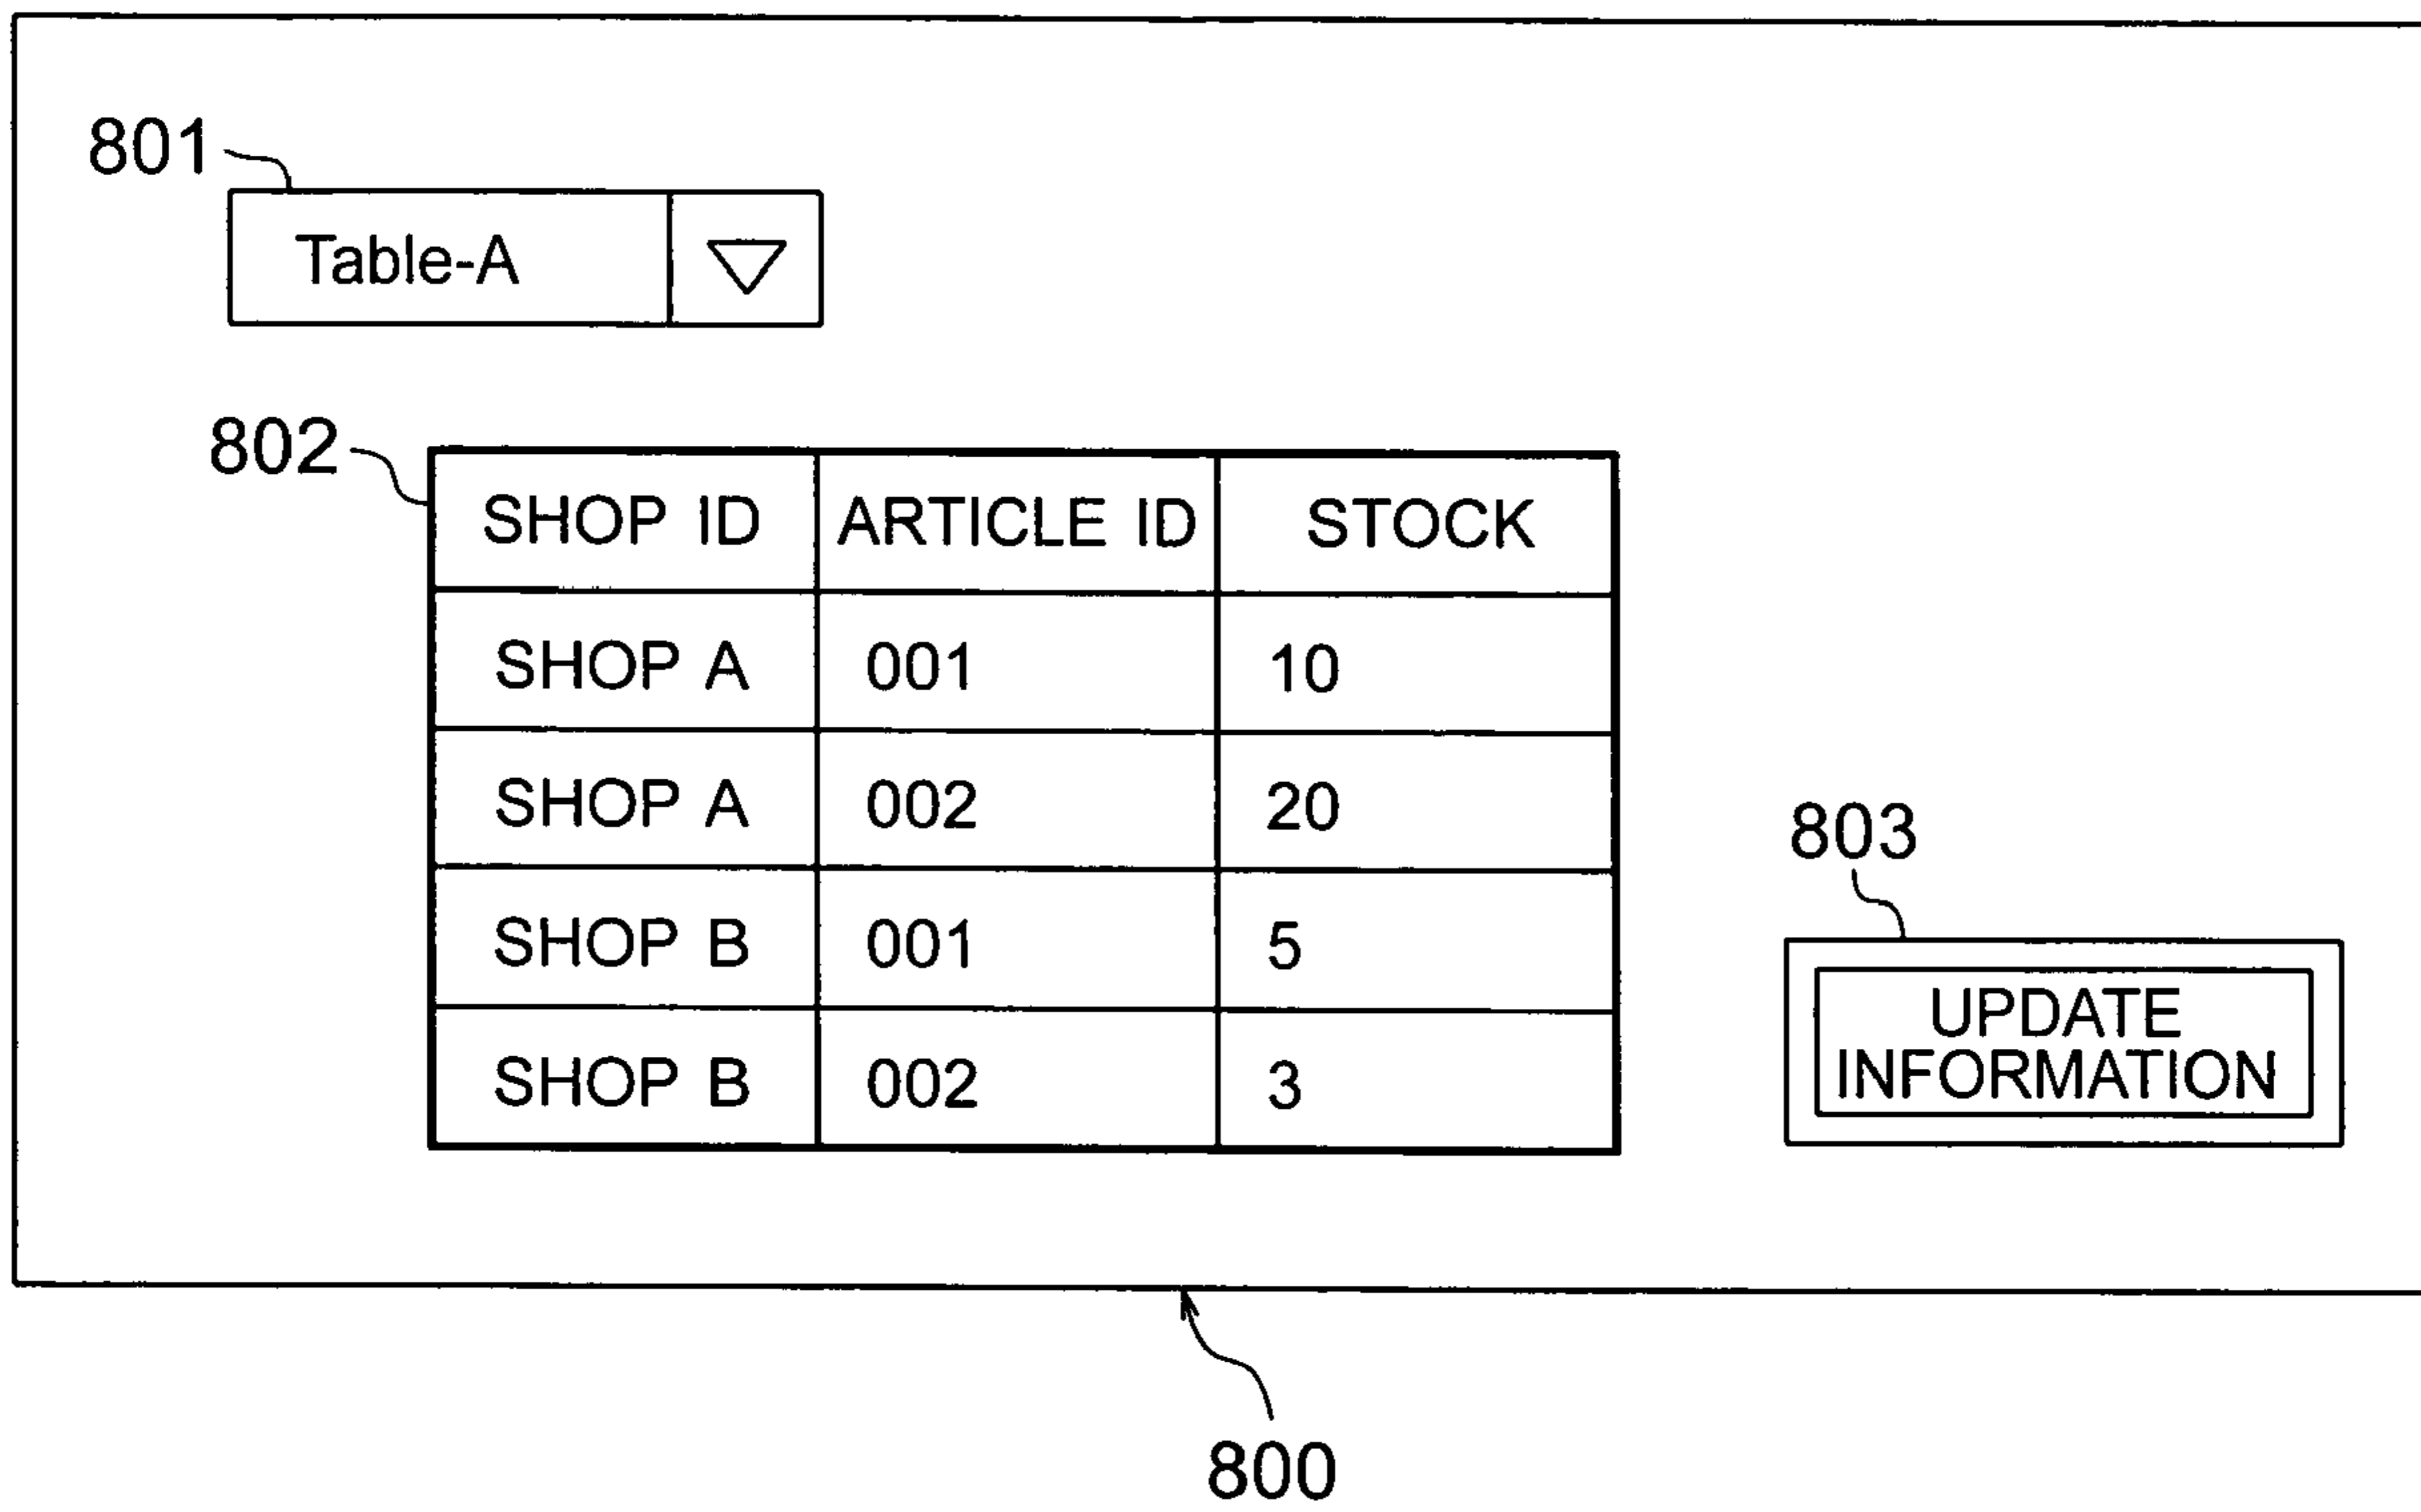 801
Table-A
802
SHOP ID ARTICLE ID STOCK
SHOP A 001 10
SHOP A 002 20
SHOP B 001 5
SHOP B 002 3
803
UPDATE
INFORMATION
800